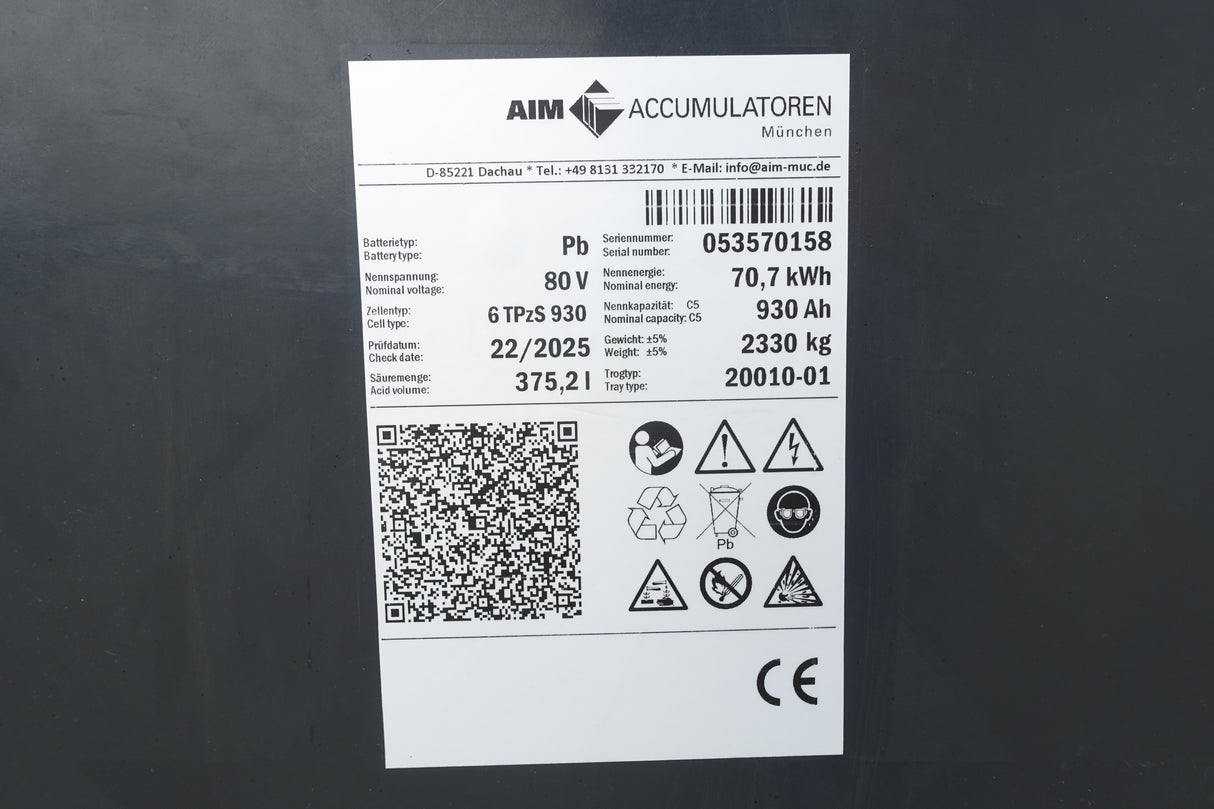 AIM ACCUMULATOREN
München
D-85221 Dachau * Tel.: +49 8131 332170 * E-Mail: info@aim-muc.de
Batterietyp:
Battery type:
Pb
Seriennummer:
Serial number:
053570158
Nennspannung:
Nominal voltage:
80 V
Nennenergie:
Nominal energy:
70,7 kWh
Zellentyp:
Cell type:
6 TPzS 930
Nennkapazität: C5
Nominal capacity: C5
930 Ah
Prüfdatum:
Check date:
22/2025
Gewicht: ±5%
Weight: ±5%
2330 kg
Säuremenge:
Acid volume:
375,2 l
Trogtyp:
Tray type:
20010-01
Pb
CE